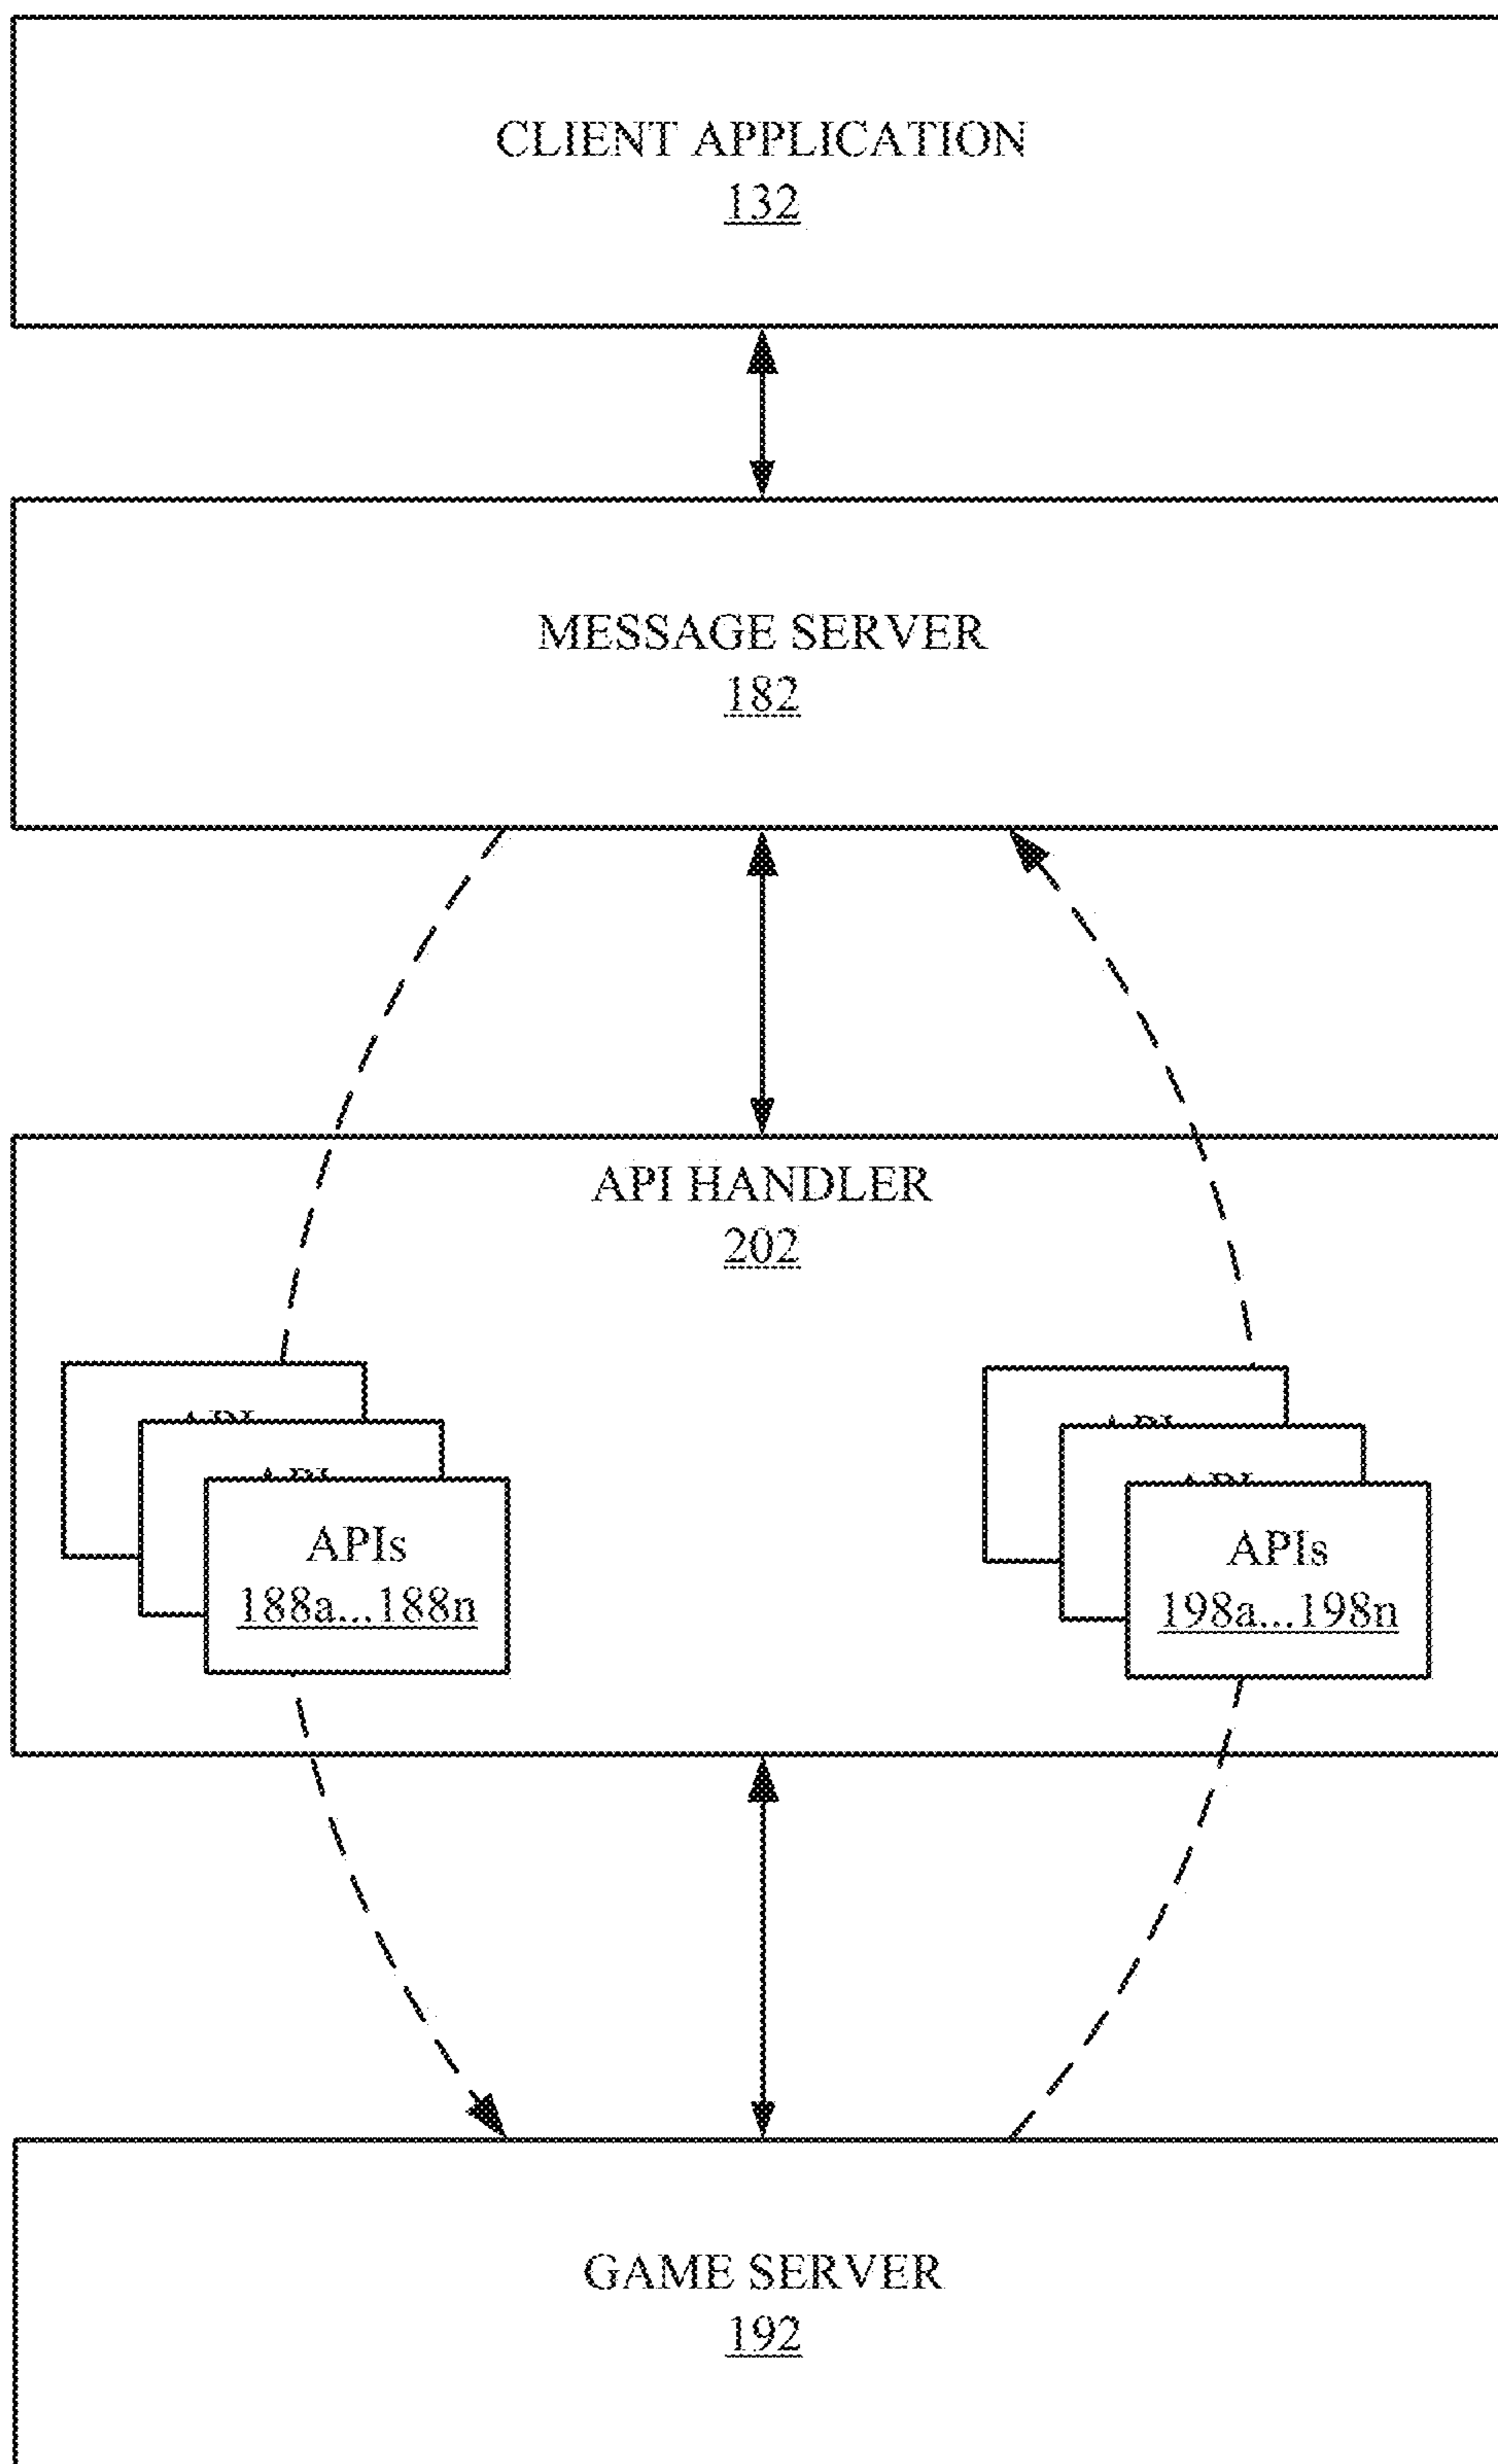 CLIENT APPLICATION
132
MESSAGE SERVER
182
API HANDLER
202
APIs
188a...188n
APIs
198a...198n
GAME SERVER
192